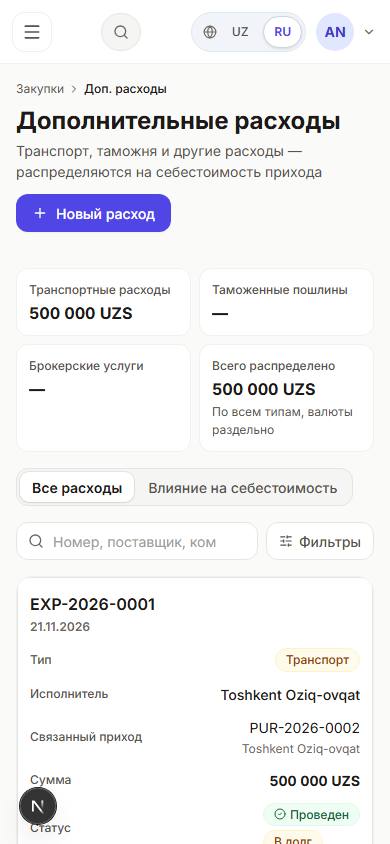 UZ
RU
AN
Закупки > Доп. расходы
Дополнительные расходы
Транспорт, таможня и другие расходы —
распределяются на себестоимость прихода
+ Новый расход
Транспортные расходы
500 000 UZS
Таможенные пошлины
—
Брокерские услуги
—
Всего распределено
500 000 UZS
По всем типам, валюты
раздельно
Все расходы
Влияние на себестоимость
Номер, поставщик, ком
Фильтры
EXP-2026-0001
21.11.2026
Тип
Транспорт
Исполнитель
Toshkent Oziq-ovqat
Связанный приход
PUR-2026-0002
Toshkent Oziq-ovqat
Сумма
500 000 UZS
N
Статус
Проведен
В долг